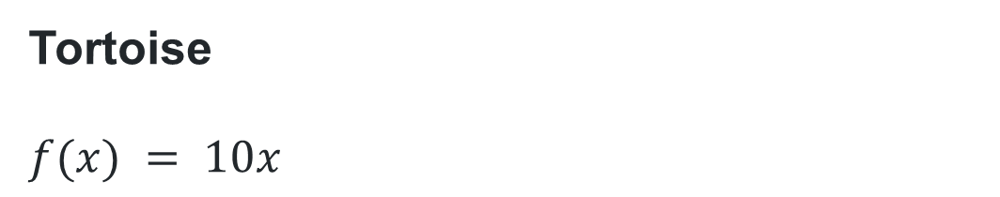 Tortoise
f(x) = 10x